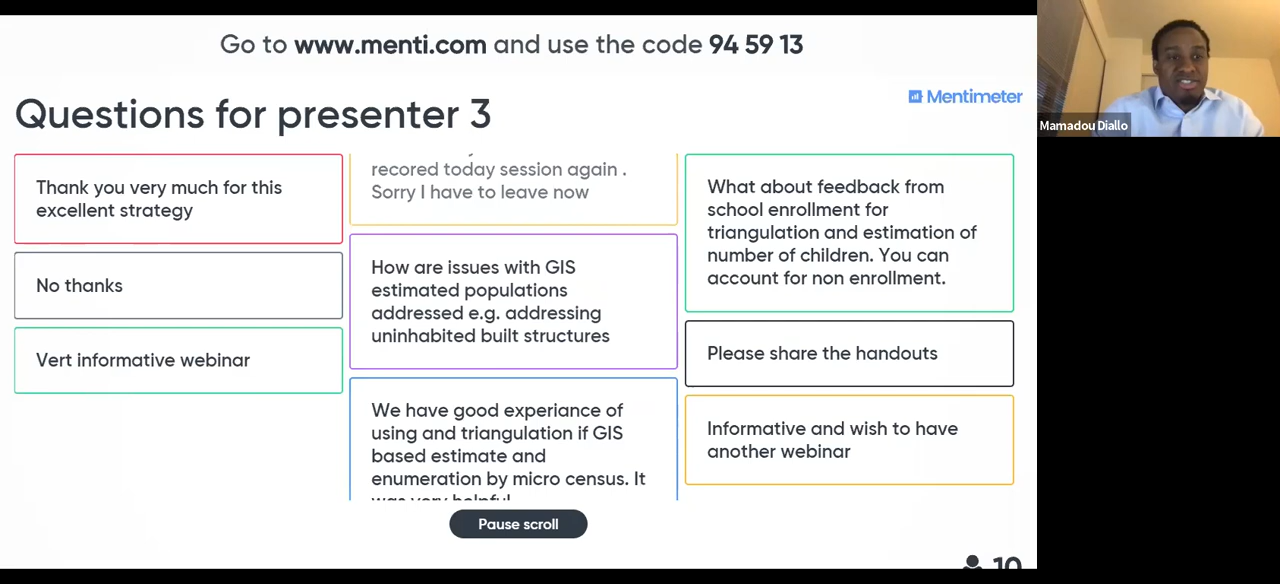 Go to www.menti.com and use the code 94 59 13
Mentimeter
Questions for presenter 3
Thank you very much for this
excellent strategy
No thanks
Vert informative webinar
recored today session again .
Sorry I have to leave now
How are issues with GIS
estimated populations
addressed e.g. addressing
uninhabited built structures
We have good experiance of
using and triangulation if GIS
based estimate and
enumeration by micro census. It
was very helpful
What about feedback from
school enrollment for
triangulation and estimation of
number of children. You can
account for non enrollment.
Please share the handouts
Informative and wish to have
another webinar
Pause scroll
10
Mamadou Diallo